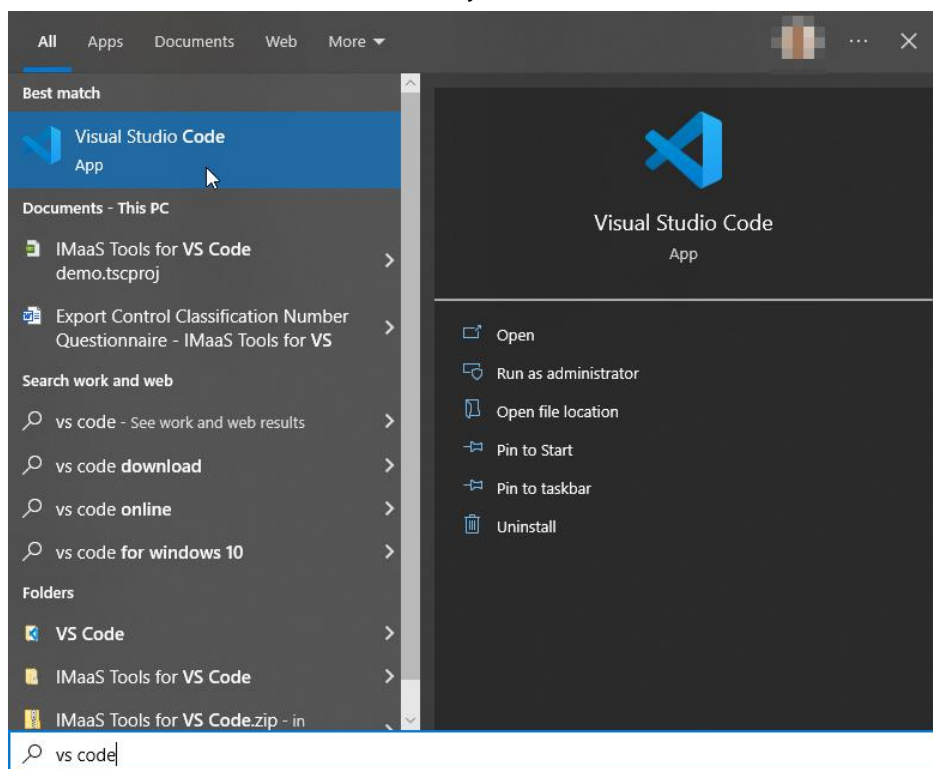 All Apps Documents Web More
Best match
Visual Studio Code
App
Documents - This PC
IMaaS Tools for VS Code
demo.tscproj
Export Control Classification Number
Questionnaire - IMaaS Tools for VS
Search work and web
vs code - See work and web results
vs code download
vs code online
vs code for windows 10
Folders
VS Code
IMaaS Tools for VS Code
IMaaS Tools for VS Code.zip - in
vs code
Visual Studio Code
App
Open
Run as administrator
Open file location
Pin to Start
Pin to taskbar
Uninstall